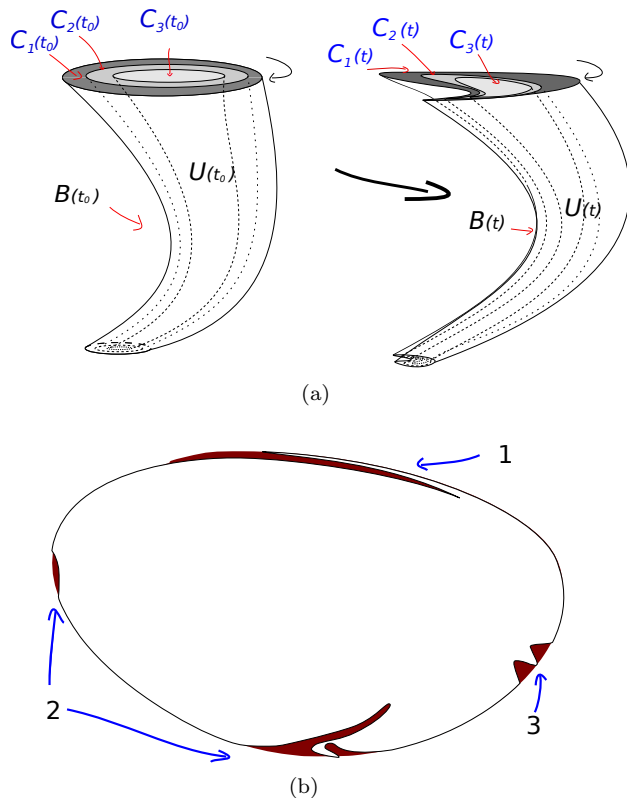 C₂(t₀) C₃(t₀) C₂(t)
C₁(t₀) C₁(t) C₃(t)
U(t₀)
B(t₀) B(t) U(t)
(a)
1
2 3
(b)